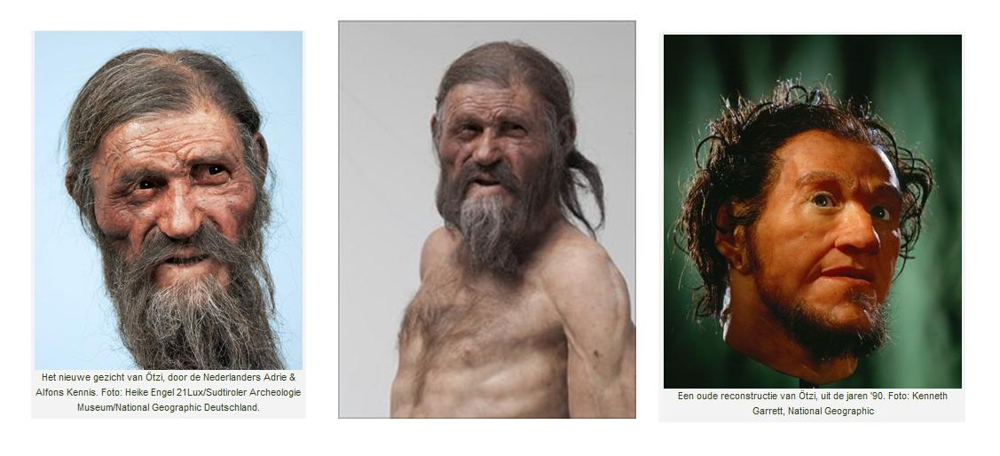 Het nieuwe gezicht van Ötzi, door de Nederlanders Adrie &
Alfons Kennis. Foto: Heike Engel 21Lux/Sudtiroler Archeologie
Museum/National Geographic Deutschland.
Een oude reconstructie van Ötzi, uit de jaren '90. Foto: Kenneth
Garrett, National Geographic